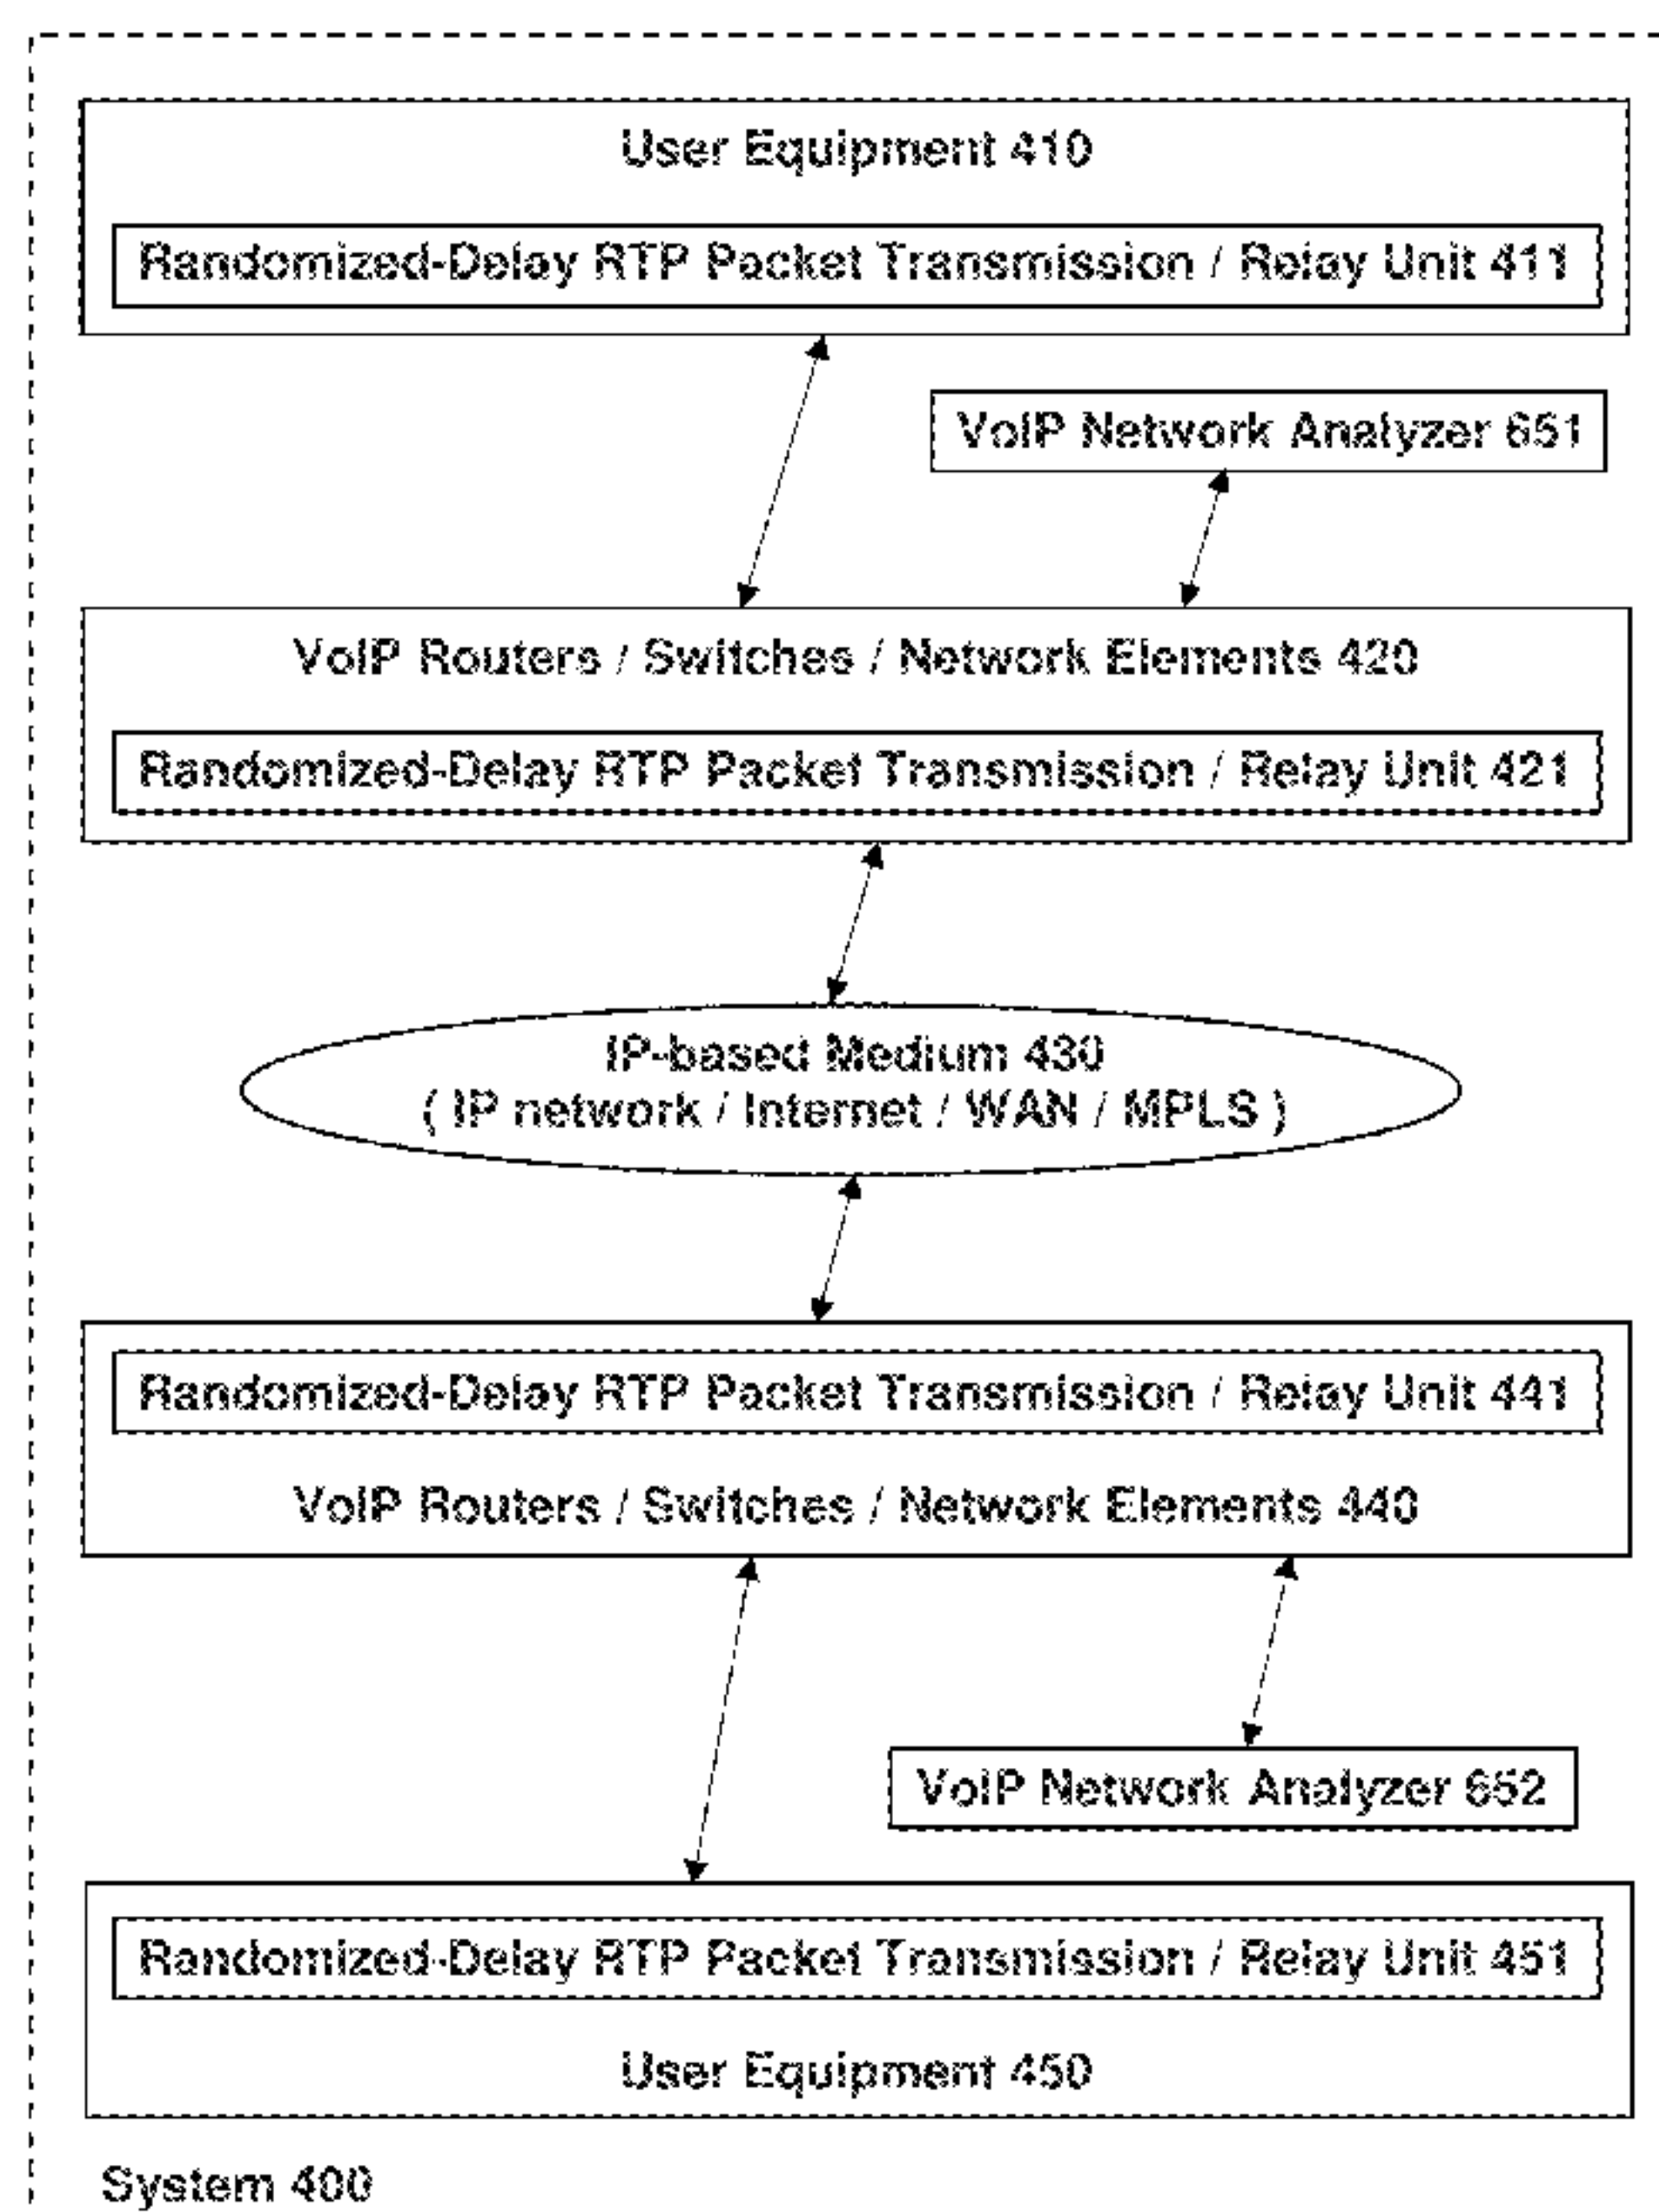 User Equipment 410
Randomized-Delay RTP Packet Transmission / Relay Unit 411
VoIP Network Analyzer 651
VoIP Routers / Switches / Network Elements 420
Randomized-Delay RTP Packet Transmission / Relay Unit 421
IP-based Medium 430
( IP network / Internet / WAN / MPLS )
Randomized-Delay RTP Packet Transmission / Relay Unit 441
VoIP Routers / Switches / Network Elements 440
VoIP Network Analyzer 652
Randomized-Delay RTP Packet Transmission / Relay Unit 451
User Equipment 450
System 400